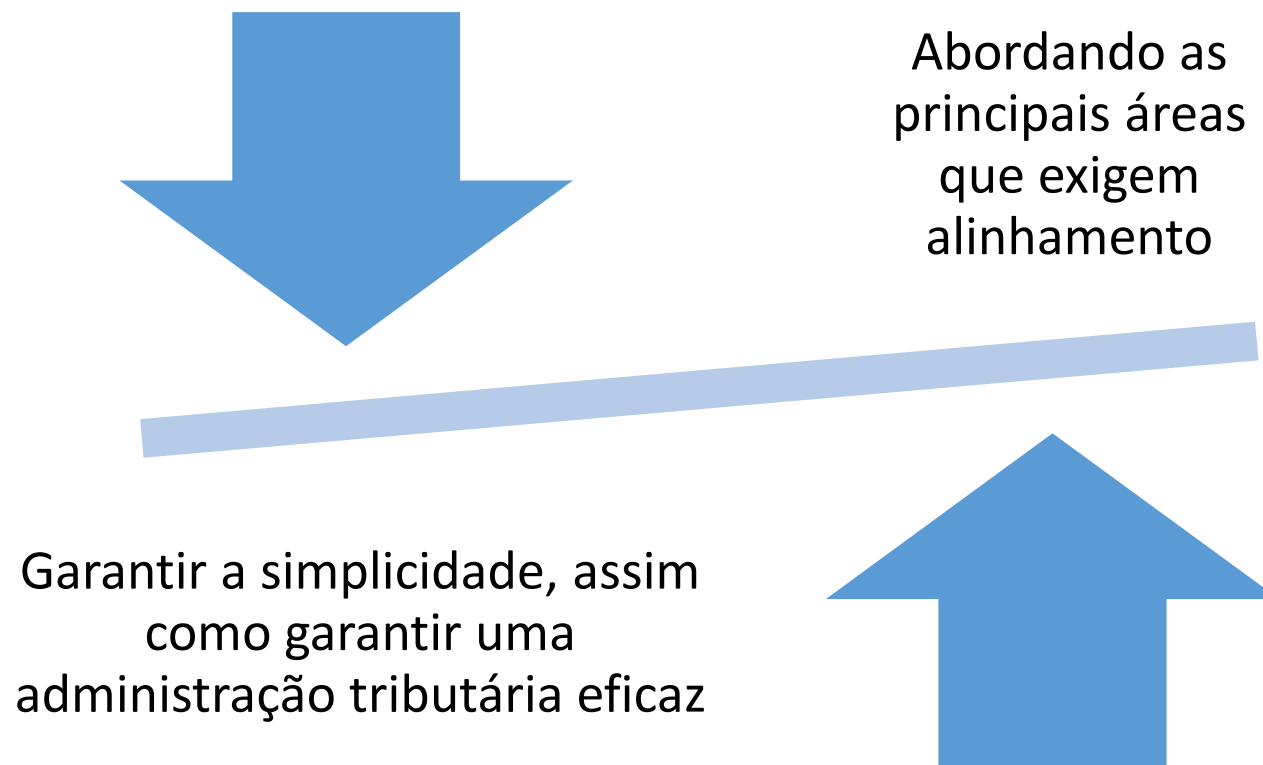 Abordando as
principais áreas
que exigem
alinhamento
Garantir a simplicidade, assim
como garantir uma
administração tributária eficaz